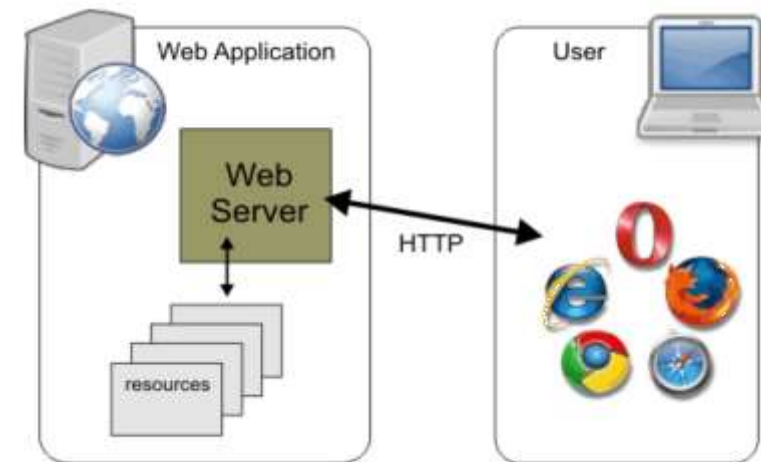 Web Application
User
Web
Server
HTTP
resources